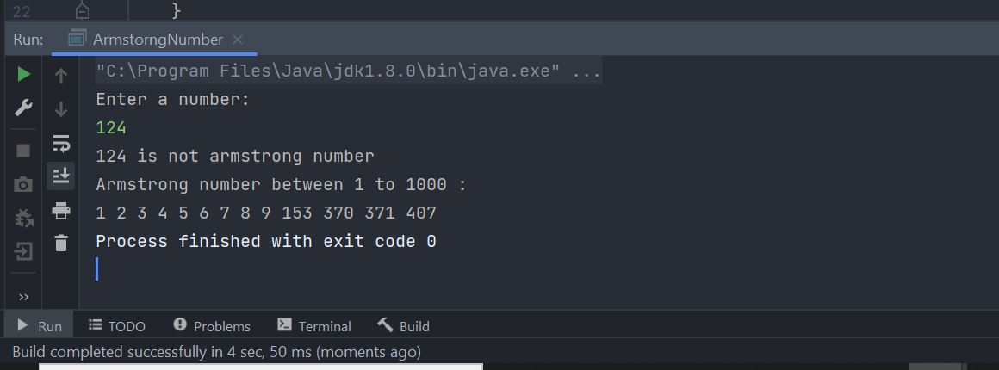 22 }
Run: ArmstorngNumber
"C:\Program Files\Java\jdk1.8.0\bin\java.exe" ...
Enter a number:
124
124 is not armstrong number
Armstrong number between 1 to 1000 :
1 2 3 4 5 6 7 8 9 153 370 371 407
Process finished with exit code 0
Run TODO Problems Terminal Build
Build completed successfully in 4 sec, 50 ms (moments ago)